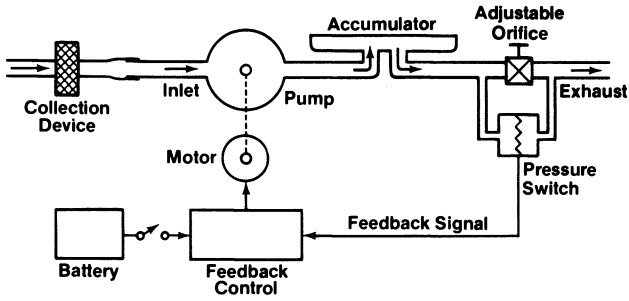 Accumulator
Adjustable
Orifice
Collection
Device
Inlet
Pump
Exhaust
Motor
Pressure
Switch
Feedback Signal
Battery
Feedback
Control